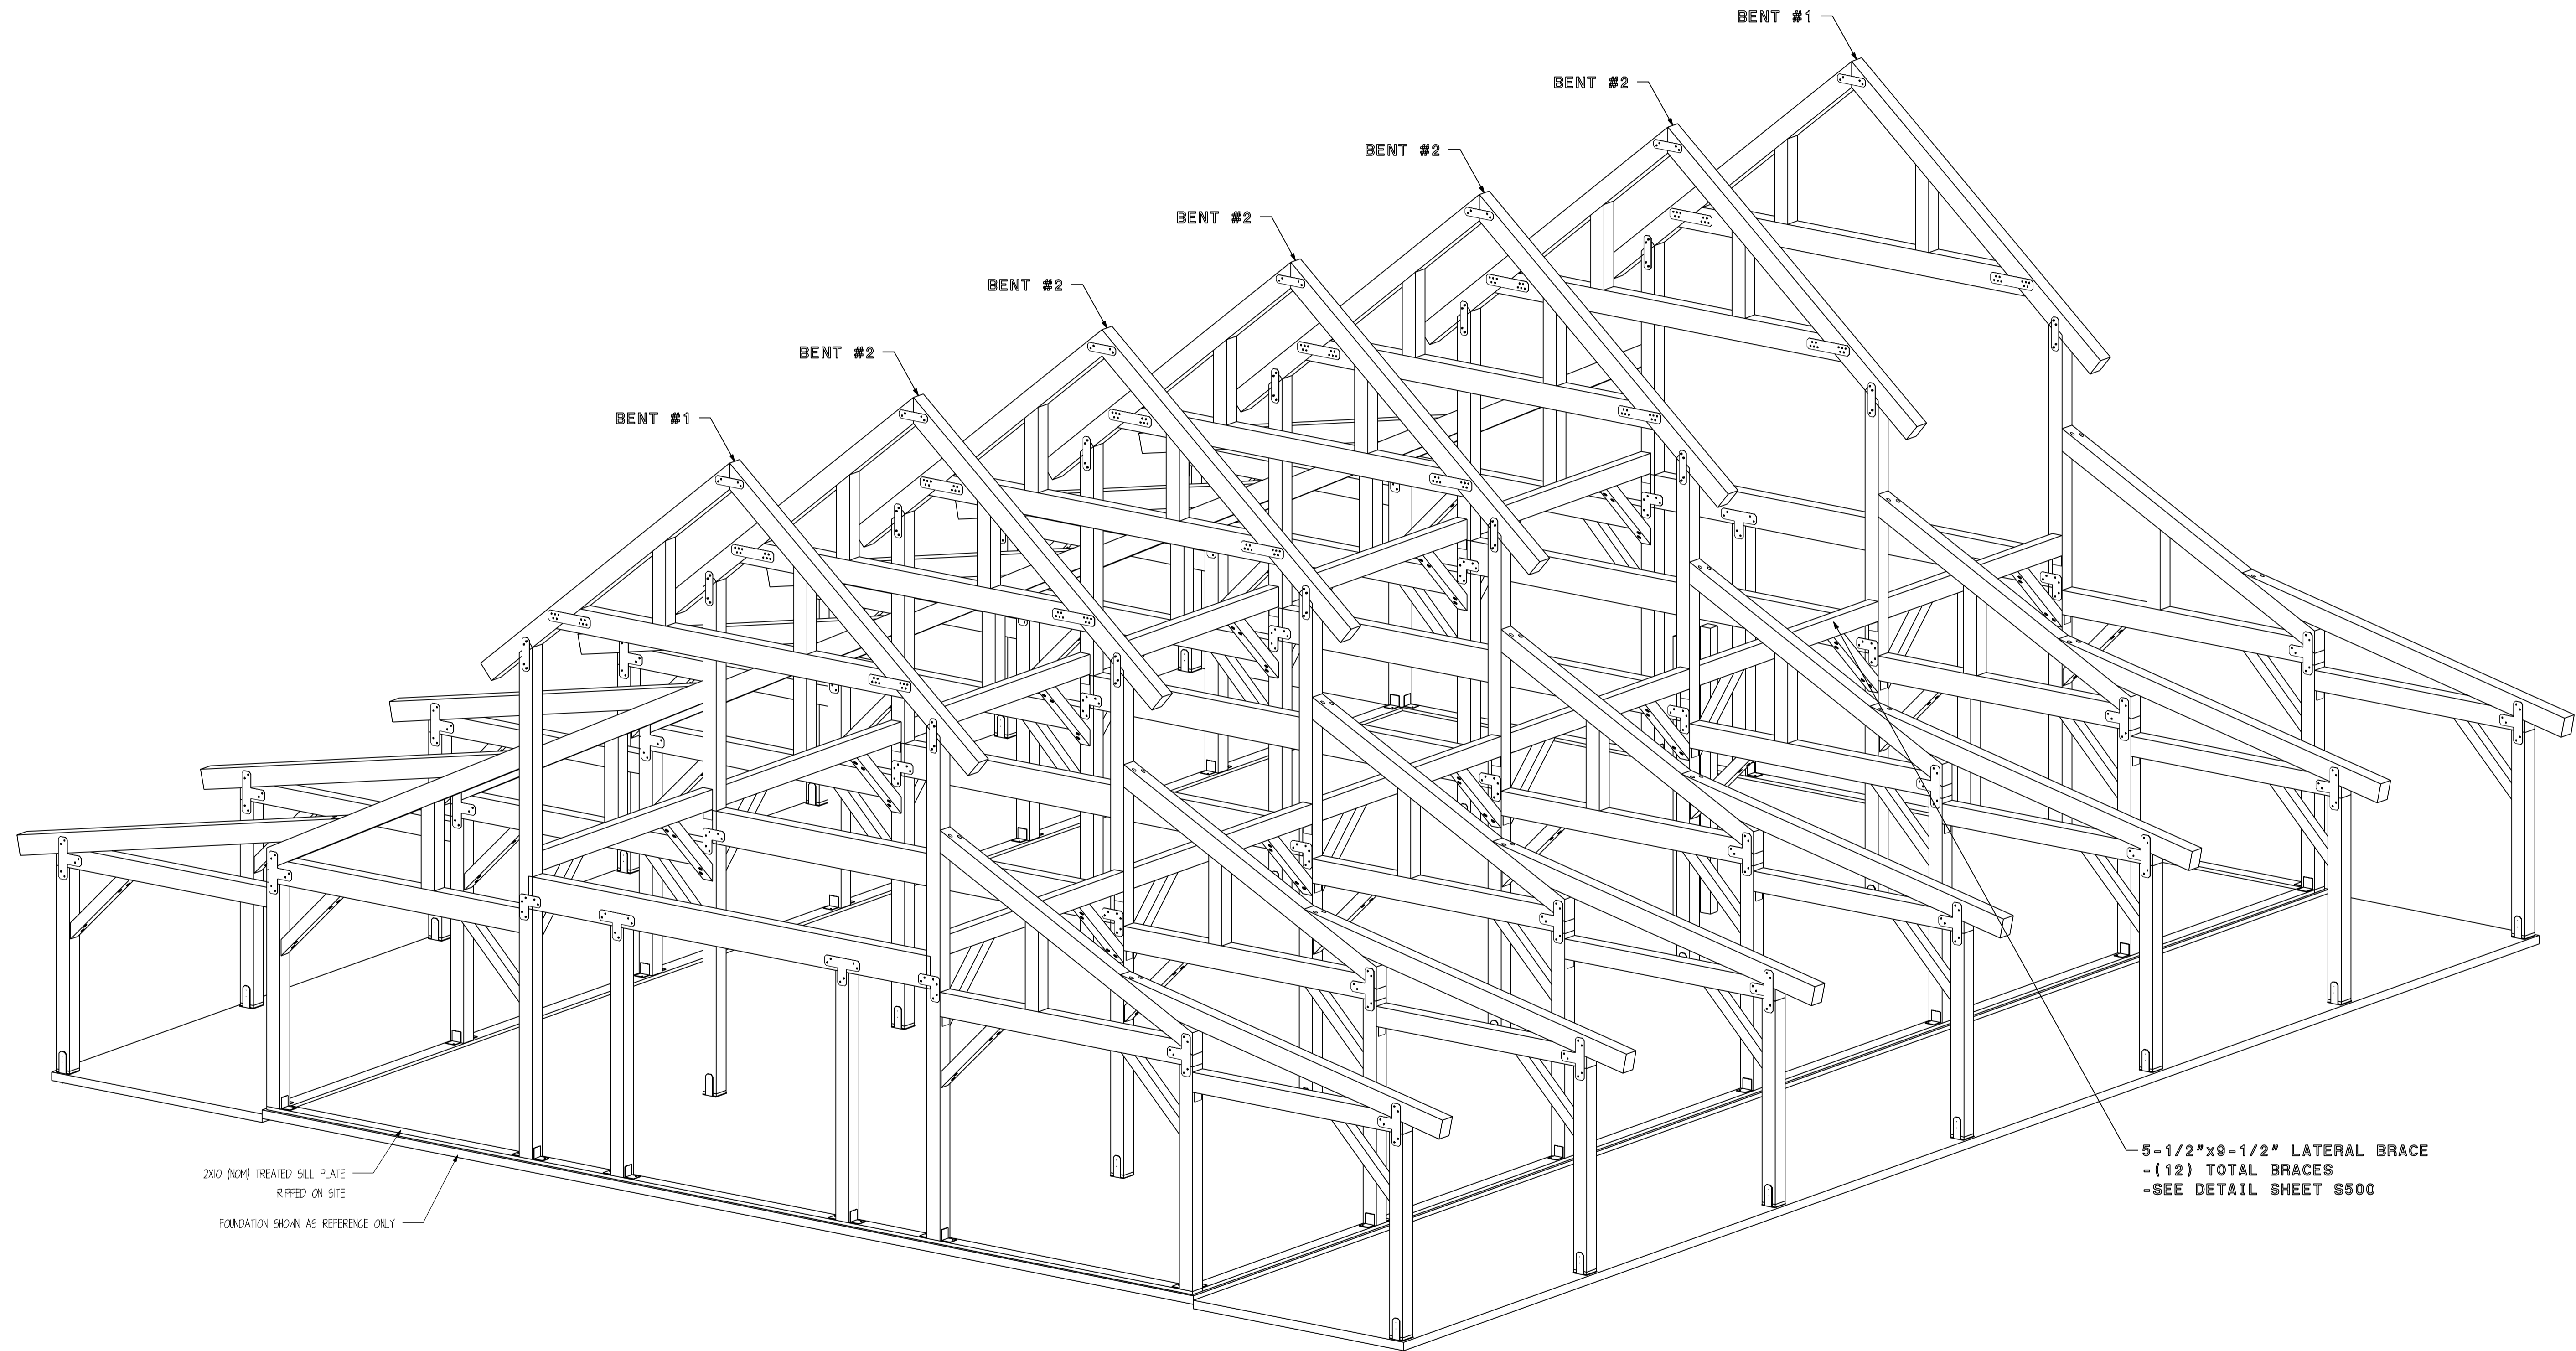 BENT #1
BENT #2
BENT #2
BENT #2
BENT #2
BENT #2
BENT #1
2X10 (NOM) TREATED SILL PLATE
RIPPED ON SITE
FOUNDATION SHOWN AS REFERENCE ONLY
5-1/2"x9-1/2" LATERAL BRACE
-(12) TOTAL BRACES
-SEE DETAIL SHEET S500